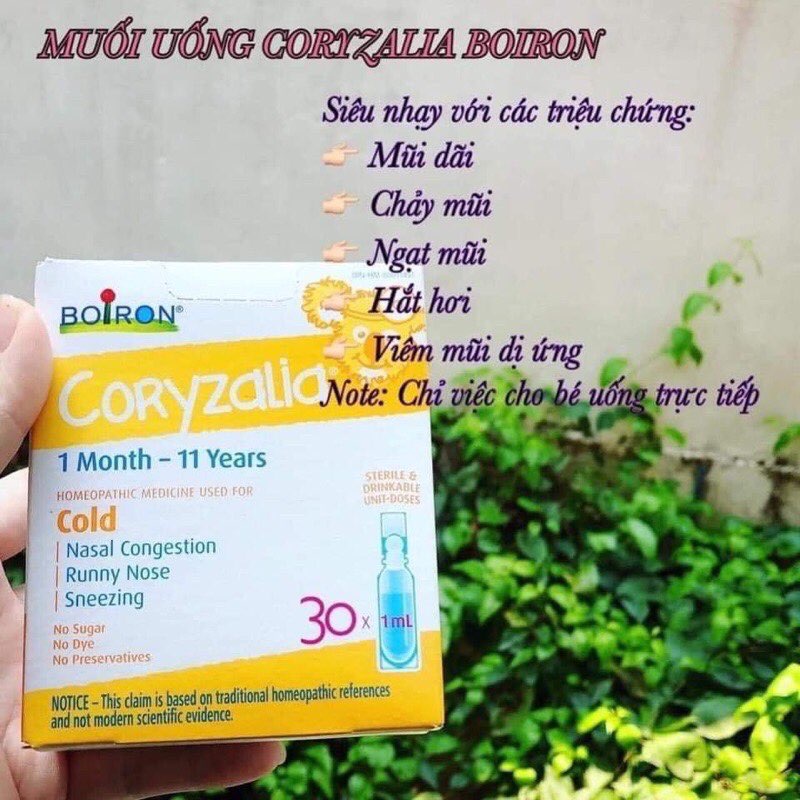 MUỐI UỐNG CORYZALIA BOIRON
Siêu nhạy với các triệu chứng:
👉🏻 Mũi dãi
👉🏻 Chảy mũi
👉🏻 Ngạt mũi
👉🏻 Hắt hơi
👉🏻 Viêm mũi dị ứng
Note: Chỉ việc cho bé uống trực tiếp
BOIRON®
Coryzalia®
1 Month – 11 Years
HOMEOPATHIC MEDICINE USED FOR
Cold
Nasal Congestion
Runny Nose
Sneezing
STERILE &
DRINKABLE
UNIT-DOSES
30 x 1 mL
No Sugar
No Dye
No Preservatives
NOTICE – This claim is based on traditional homeopathic references
and not modern scientific evidence.